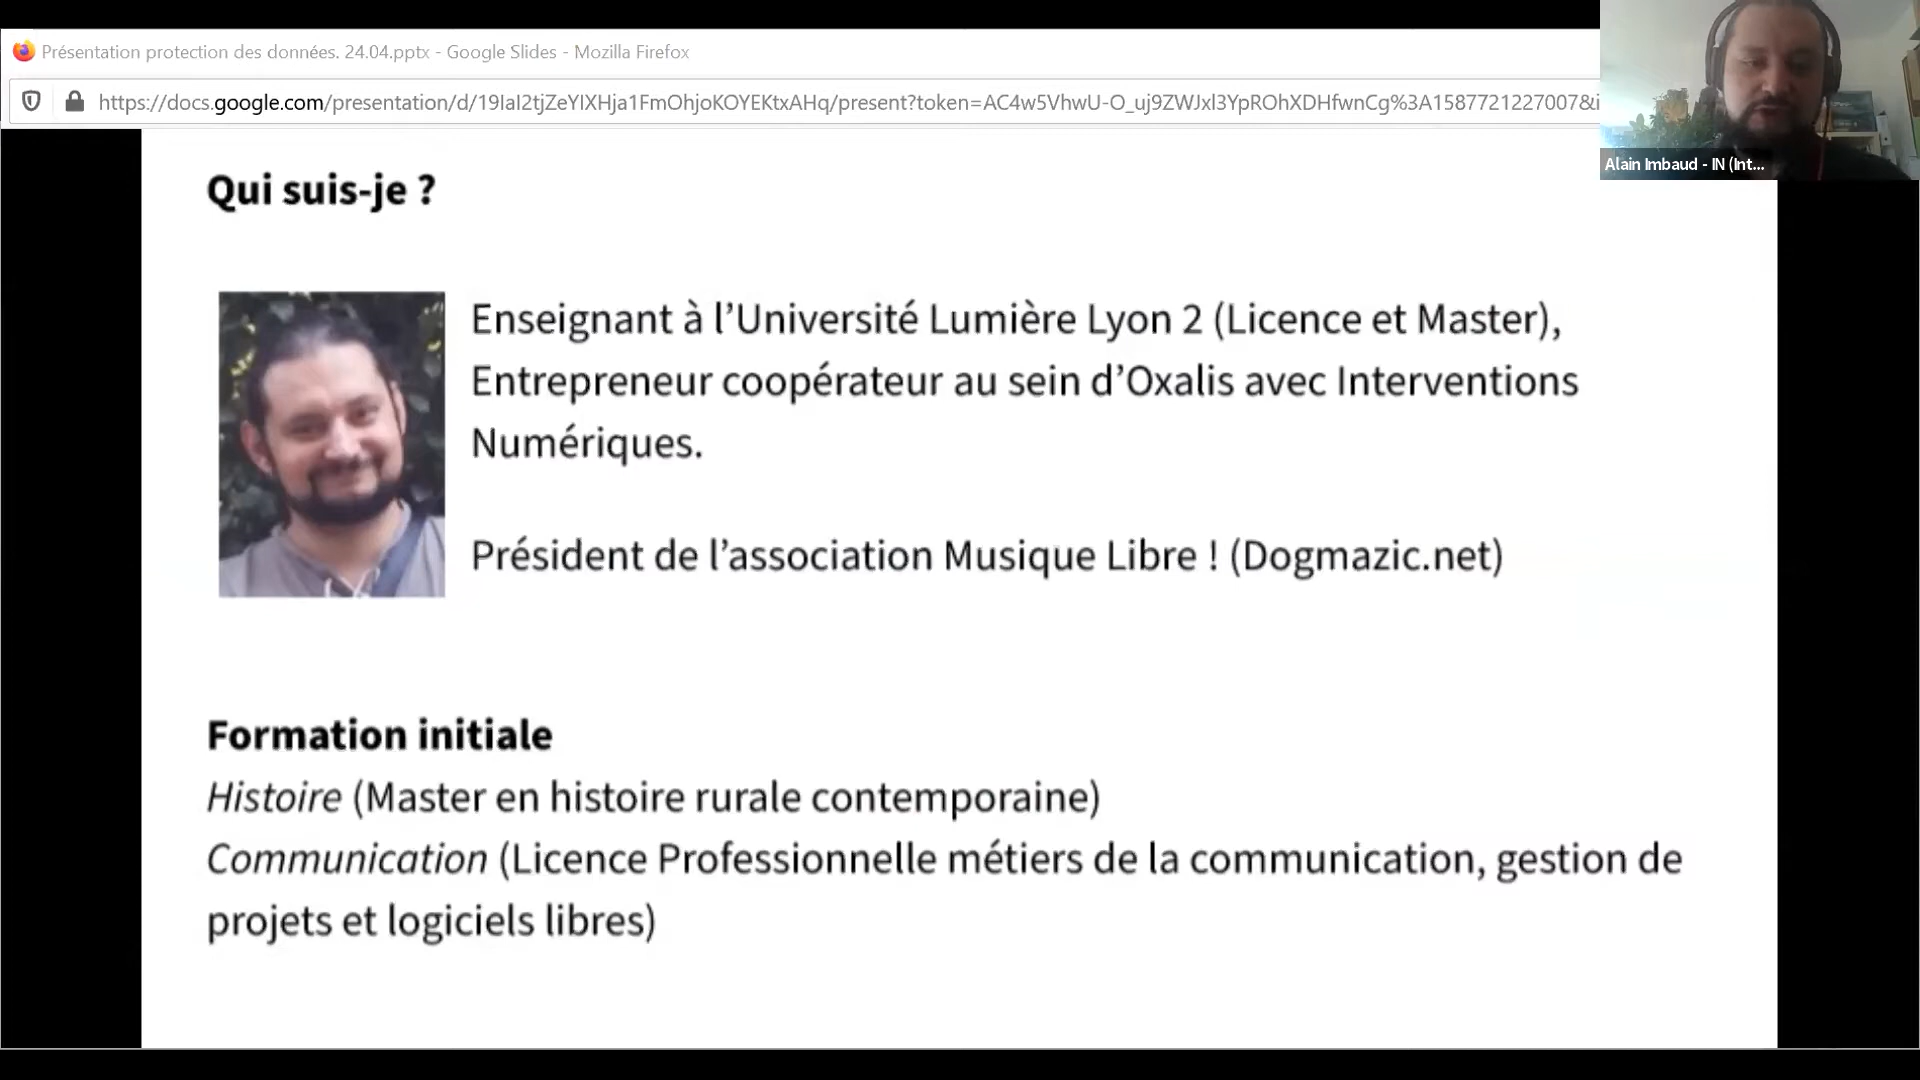 Présentation protection des données. 24.04.pptx - Google Slides - Mozilla Firefox
https://docs.google.com/presentation/d/19IaI2tjZeYIXHja1FmOhjoKOYEKtxAHq/present?token=AC4w5VhwU-O_uj9ZWJxl3YpROhXDHfwnCg%3A1587721227007&i
Alain Imbaud - IN (Int...
Qui suis-je ?
Enseignant à l’Université Lumière Lyon 2 (Licence et Master),
Entrepreneur coopérateur au sein d’Oxalis avec Interventions
Numériques.
Président de l’association Musique Libre ! (Dogmazic.net)
Formation initiale
Histoire (Master en histoire rurale contemporaine)
Communication (Licence Professionnelle métiers de la communication, gestion de
projets et logiciels libres)